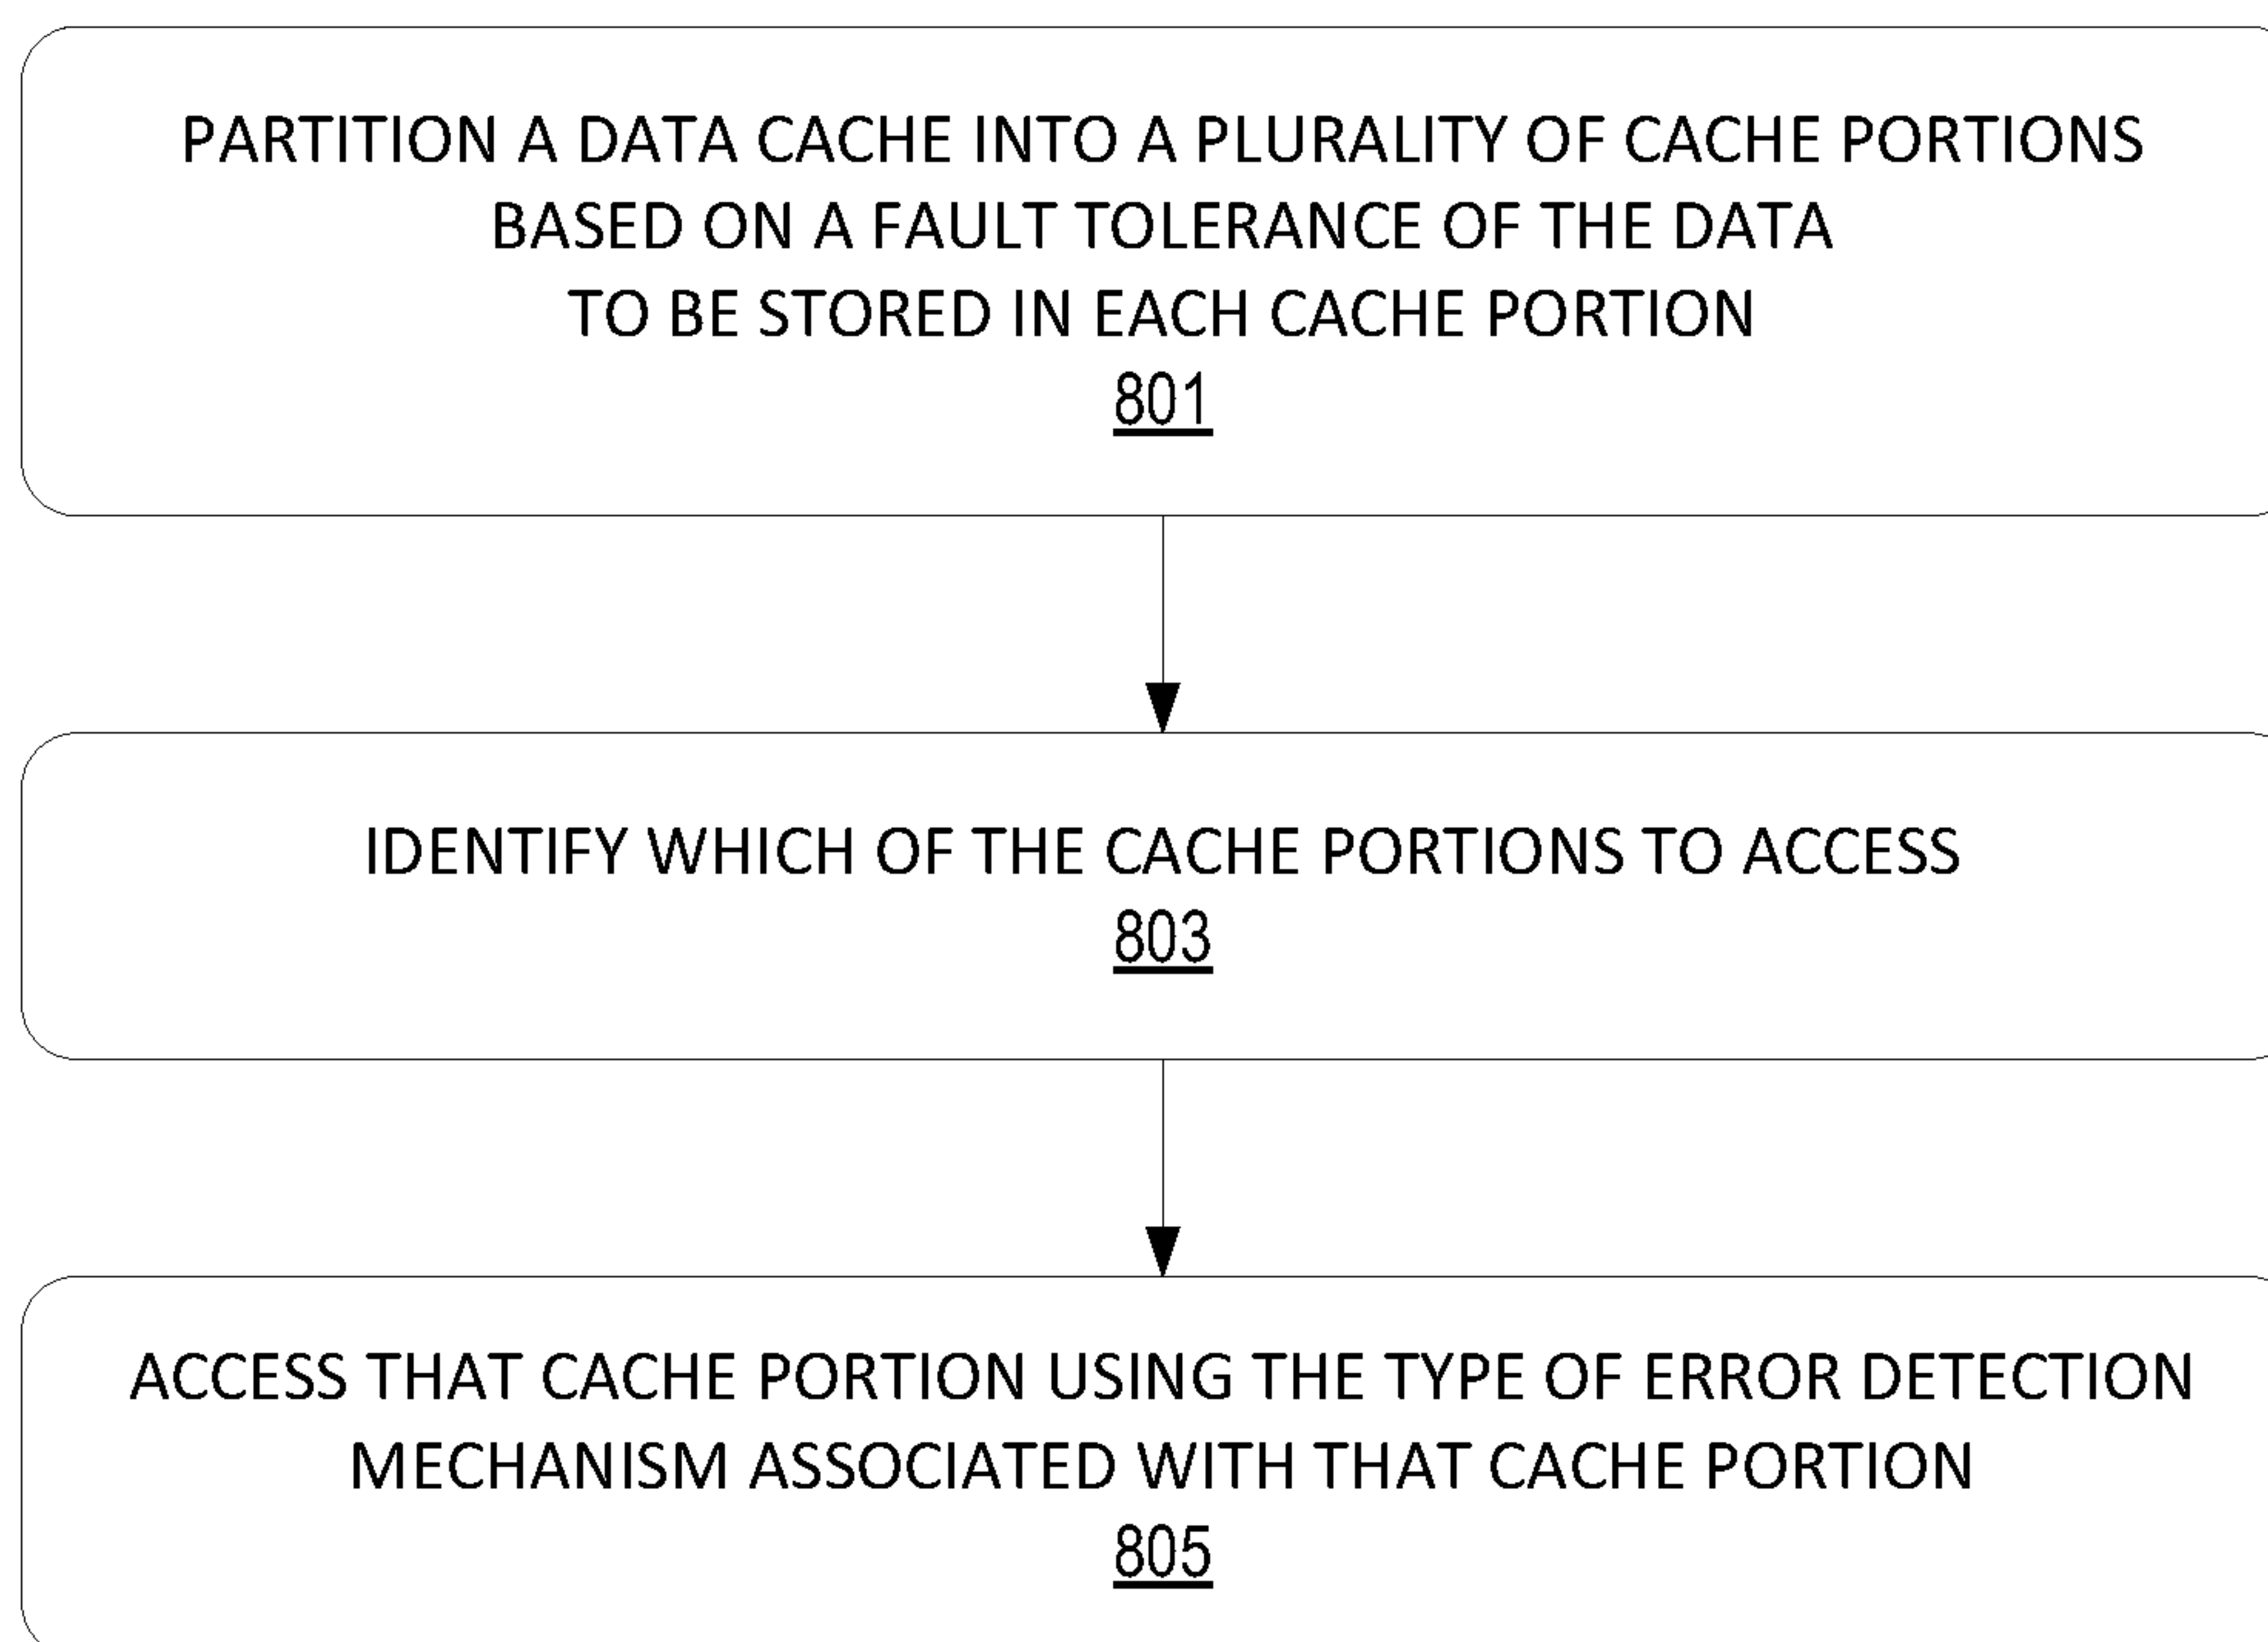 PARTITION A DATA CACHE INTO A PLURALITY OF CACHE PORTIONS
BASED ON A FAULT TOLERANCE OF THE DATA
TO BE STORED IN EACH CACHE PORTION
801
IDENTIFY WHICH OF THE CACHE PORTIONS TO ACCESS
803
ACCESS THAT CACHE PORTION USING THE TYPE OF ERROR DETECTION
MECHANISM ASSOCIATED WITH THAT CACHE PORTION
805